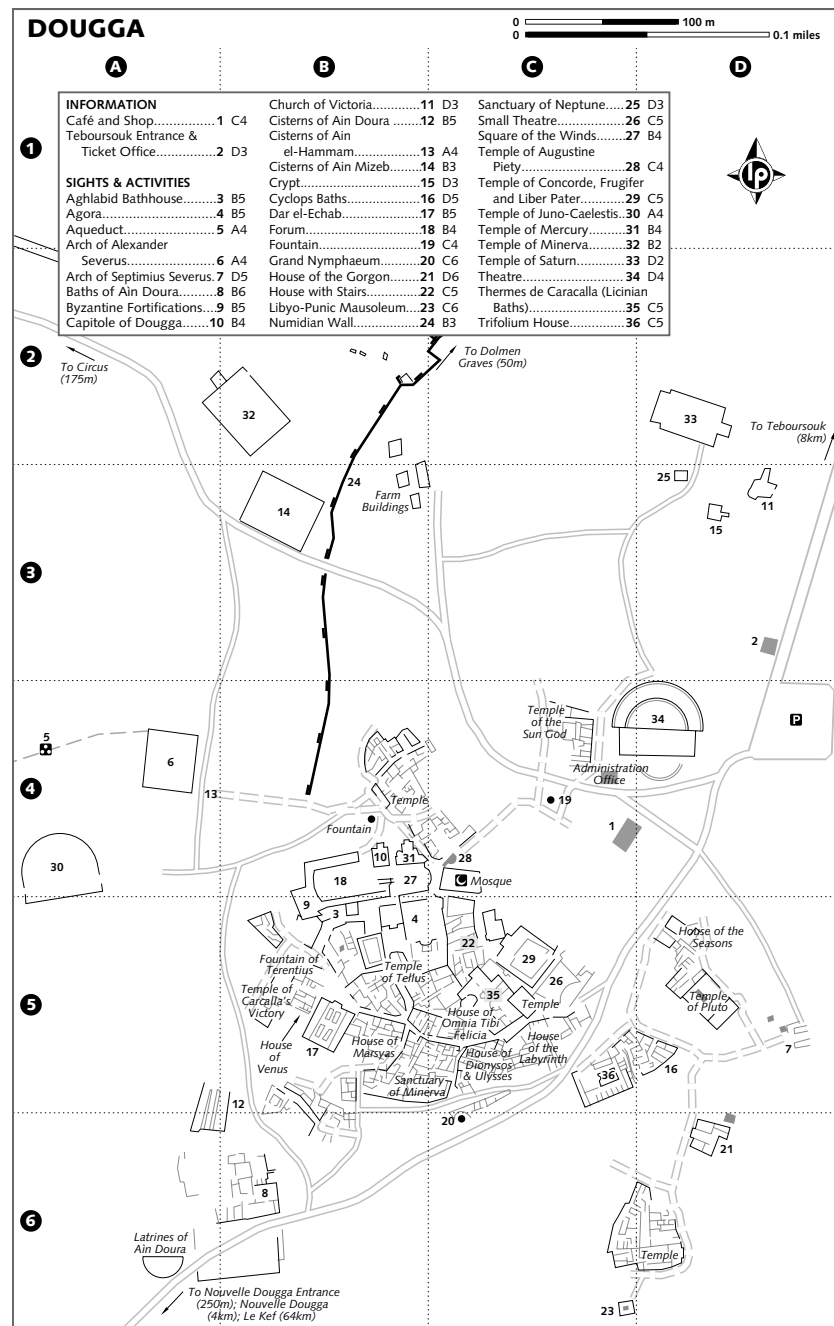 DOUGGA
0 100 m
0 0.1 miles
A B C D
1
INFORMATION
Café and Shop...................1 C4
Teboursouk Entrance &
Ticket Office...............2 D3
SIGHTS & ACTIVITIES
Aghlabid Bathhouse........3 B5
Agora.............................4 B5
Aqueduct........................5 A4
Arch of Alexander
Severus.......................6 A4
Arch of Septimius Severus.7 D5
Baths of Aïn Doura..........8 B6
Byzantine Fortifications....9 B5
Capitole of Dougga........10 B4
Church of Victoria.............11 D3
Cisterns of Ain Doura........12 B5
Cisterns of Ain
el-Hammam................13 A4
Cisterns of Ain Mizeb.......14 B3
Crypt..............................15 D3
Cyclops Baths..................16 D5
Dar el-Echab...................17 B5
Forum............................18 B4
Fountain.........................19 C4
Grand Nymphaeum..........20 C6
House of the Gorgon........21 D6
House with Stairs.............22 C5
Libyo-Punic Mausoleum....23 C6
Numidian Wall.................24 B3
Sanctuary of Neptune.......25 D3
Small Theatre..................26 C5
Square of the Winds.........27 B4
Temple of Augustine
Piety..........................28 C4
Temple of Concorde, Frugifer
and Liber Pater............29 C5
Temple of Juno-Caelestis..30 A4
Temple of Mercury............31 B4
Temple of Minerva............32 B2
Temple of Saturn..............33 D2
Theatre..........................34 D4
Thermes de Caracalla (Licinian
Baths)........................35 C5
Trifolium House................36 C5
lp
2
To Circus
(175m)
To Dolmen
Graves (50m)
32
33
To Teboursouk
(8km)
24
25
11
14
Farm
Buildings
15
3
2
5
Temple
of the
Sun God
34
P
6
Administration
Office
4
13
Temple
19
Fountain
1
30
10
31
28
18
27
Mosque
9
3
4
22
House of the
Seasons
Fountain of
Terentius
Temple
of Tellus
29
26
Temple of
Carcalla's
Victory
35
Temple
Temple
of Pluto
5
House of
Omnia Tibi
Felicia
House
of the
Labyrinth
House
of
Venus
17
House of
Marsyas
House of
Dionysos
& Ulysses
16
7
Sanctuary
of Minerva
36
12
20
21
8
6
Latrines of
Aïn Doura
Temple
To Nouvelle Dougga Entrance
(250m); Nouvelle Dougga
(4km); Le Kef (64km)
23